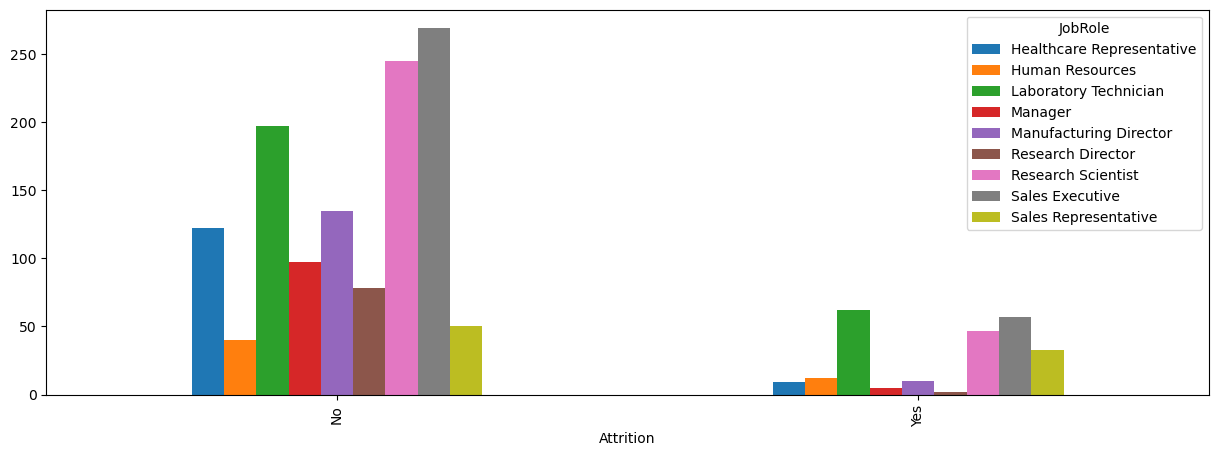 250
200
150
100
50
0
No
Yes
Attrition
JobRole
Healthcare Representative
Human Resources
Laboratory Technician
Manager
Manufacturing Director
Research Director
Research Scientist
Sales Executive
Sales Representative